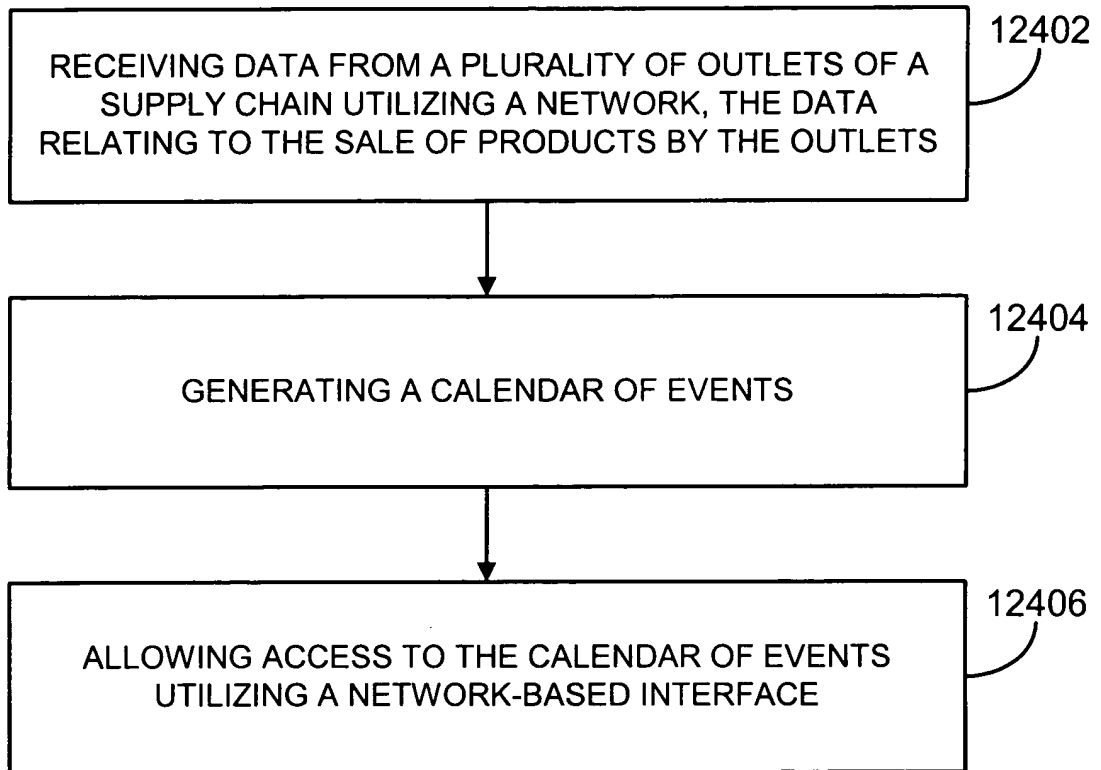 12402
RECEIVING DATA FROM A PLURALITY OF OUTLETS OF A
SUPPLY CHAIN UTILIZING A NETWORK, THE DATA
RELATING TO THE SALE OF PRODUCTS BY THE OUTLETS
12404
GENERATING A CALENDAR OF EVENTS
12406
ALLOWING ACCESS TO THE CALENDAR OF EVENTS
UTILIZING A NETWORK-BASED INTERFACE